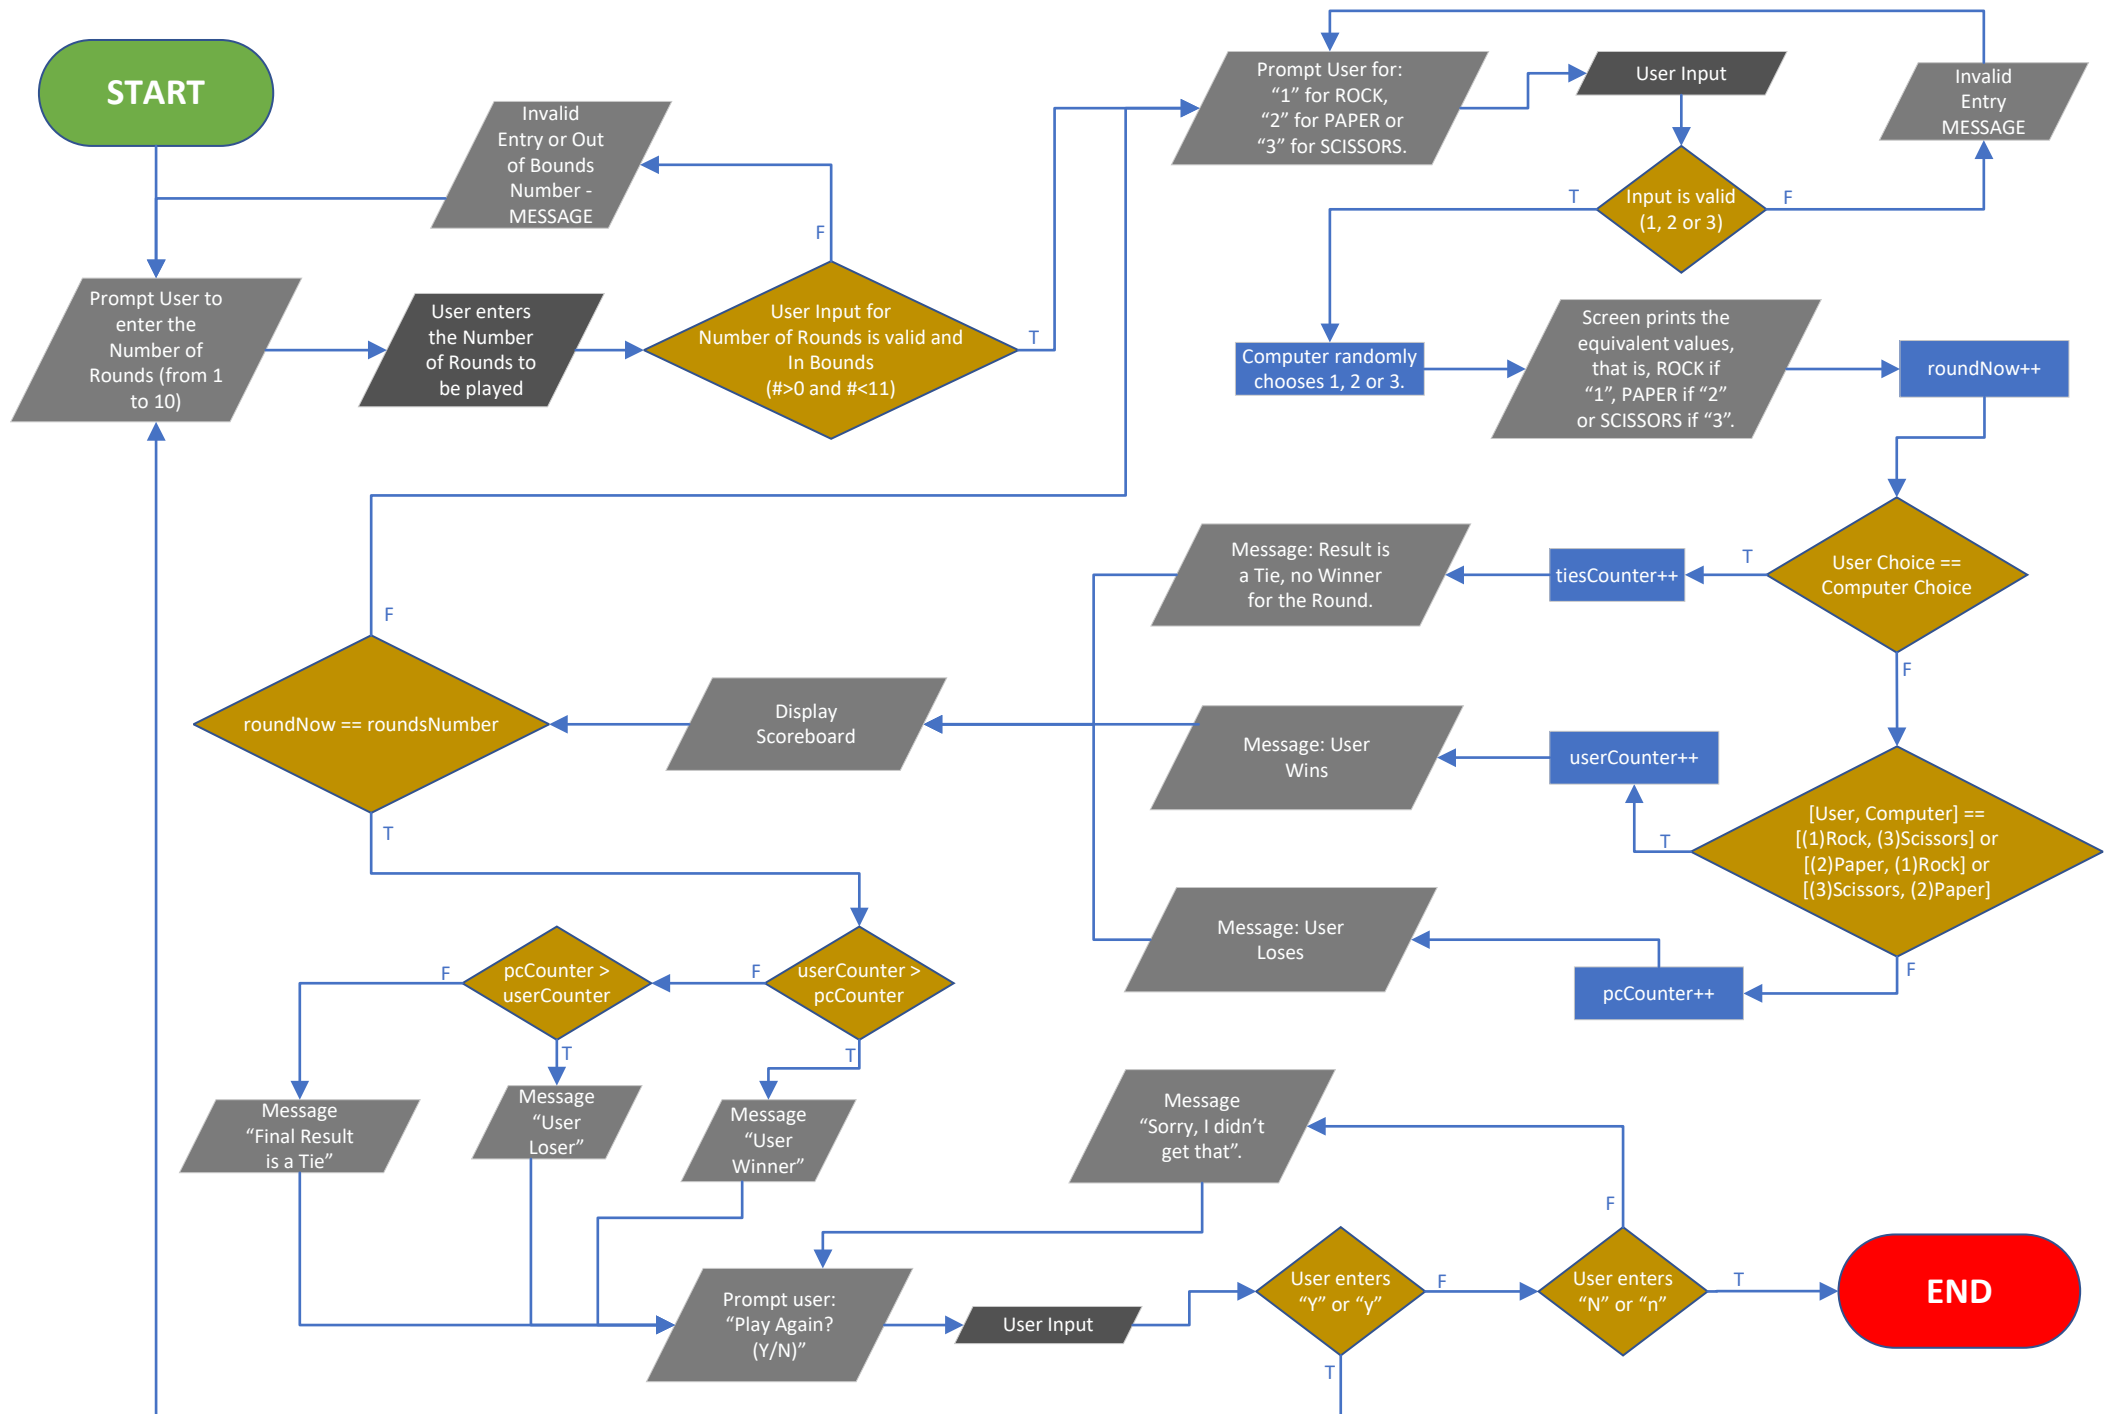 START
Invalid
Entry or Out
of Bounds
Number -
MESSAGE
F
Prompt User to
enter the
Number of
Rounds (from 1
to 10)
User enters
the Number
of Rounds to
be played
User Input for
Number of Rounds is valid and
In Bounds
(#>0 and #<11)
T
Prompt User for:
“1” for ROCK,
“2” for PAPER or
“3” for SCISSORS.
User Input
Invalid
Entry
MESSAGE
T
Input is valid
(1, 2 or 3)
F
Computer randomly
chooses 1, 2 or 3.
Screen prints the
equivalent values,
that is, ROCK if
“1”, PAPER if “2”
or SCISSORS if “3”.
roundNow++
User Choice ==
Computer Choice
T
tiesCounter++
Message: Result is
a Tie, no Winner
for the Round.
F
[User, Computer] ==
[(1)Rock, (3)Scissors] or
[(2)Paper, (1)Rock] or
[(3)Scissors, (2)Paper]
T
userCounter++
Message: User
Wins
F
pcCounter++
Message: User
Loses
Display
Scoreboard
F
roundNow == roundsNumber
T
userCounter >
pcCounter
F
pcCounter >
userCounter
F
T
T
Message
“Final Result
is a Tie”
Message
“User
Loser”
Message
“User
Winner”
Message
“Sorry, I didn’t
get that”.
Prompt user:
“Play Again?
(Y/N)”
User Input
User enters
“Y” or “y”
F
T
User enters
“N” or “n”
F
T
END